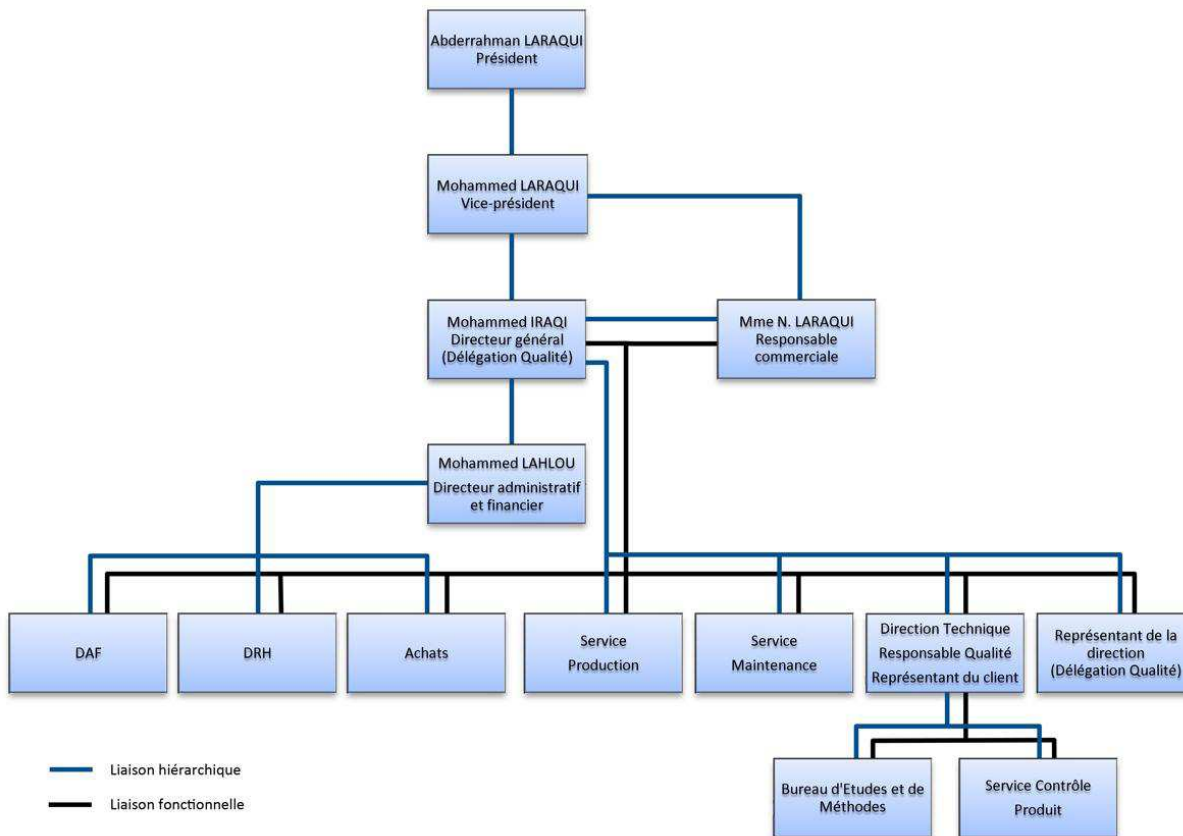 Abderrahman LARAQUI
Président
Mohammed LARAQUI
Vice-président
Mohammed IRAQI
Directeur général
(Délégation Qualité)
Mme N. LARAQUI
Responsable
commerciale
Mohammed LAHLOU
Directeur administratif
et financier
DAF
DRH
Achats
Service
Production
Service
Maintenance
Direction Technique
Responsable Qualité
Représentant du client
Représentant de la
direction
(Délégation Qualité)
Liaison hiérarchique
Liaison fonctionnelle
Bureau d'Etudes et de
Méthodes
Service Contrôle
Produit